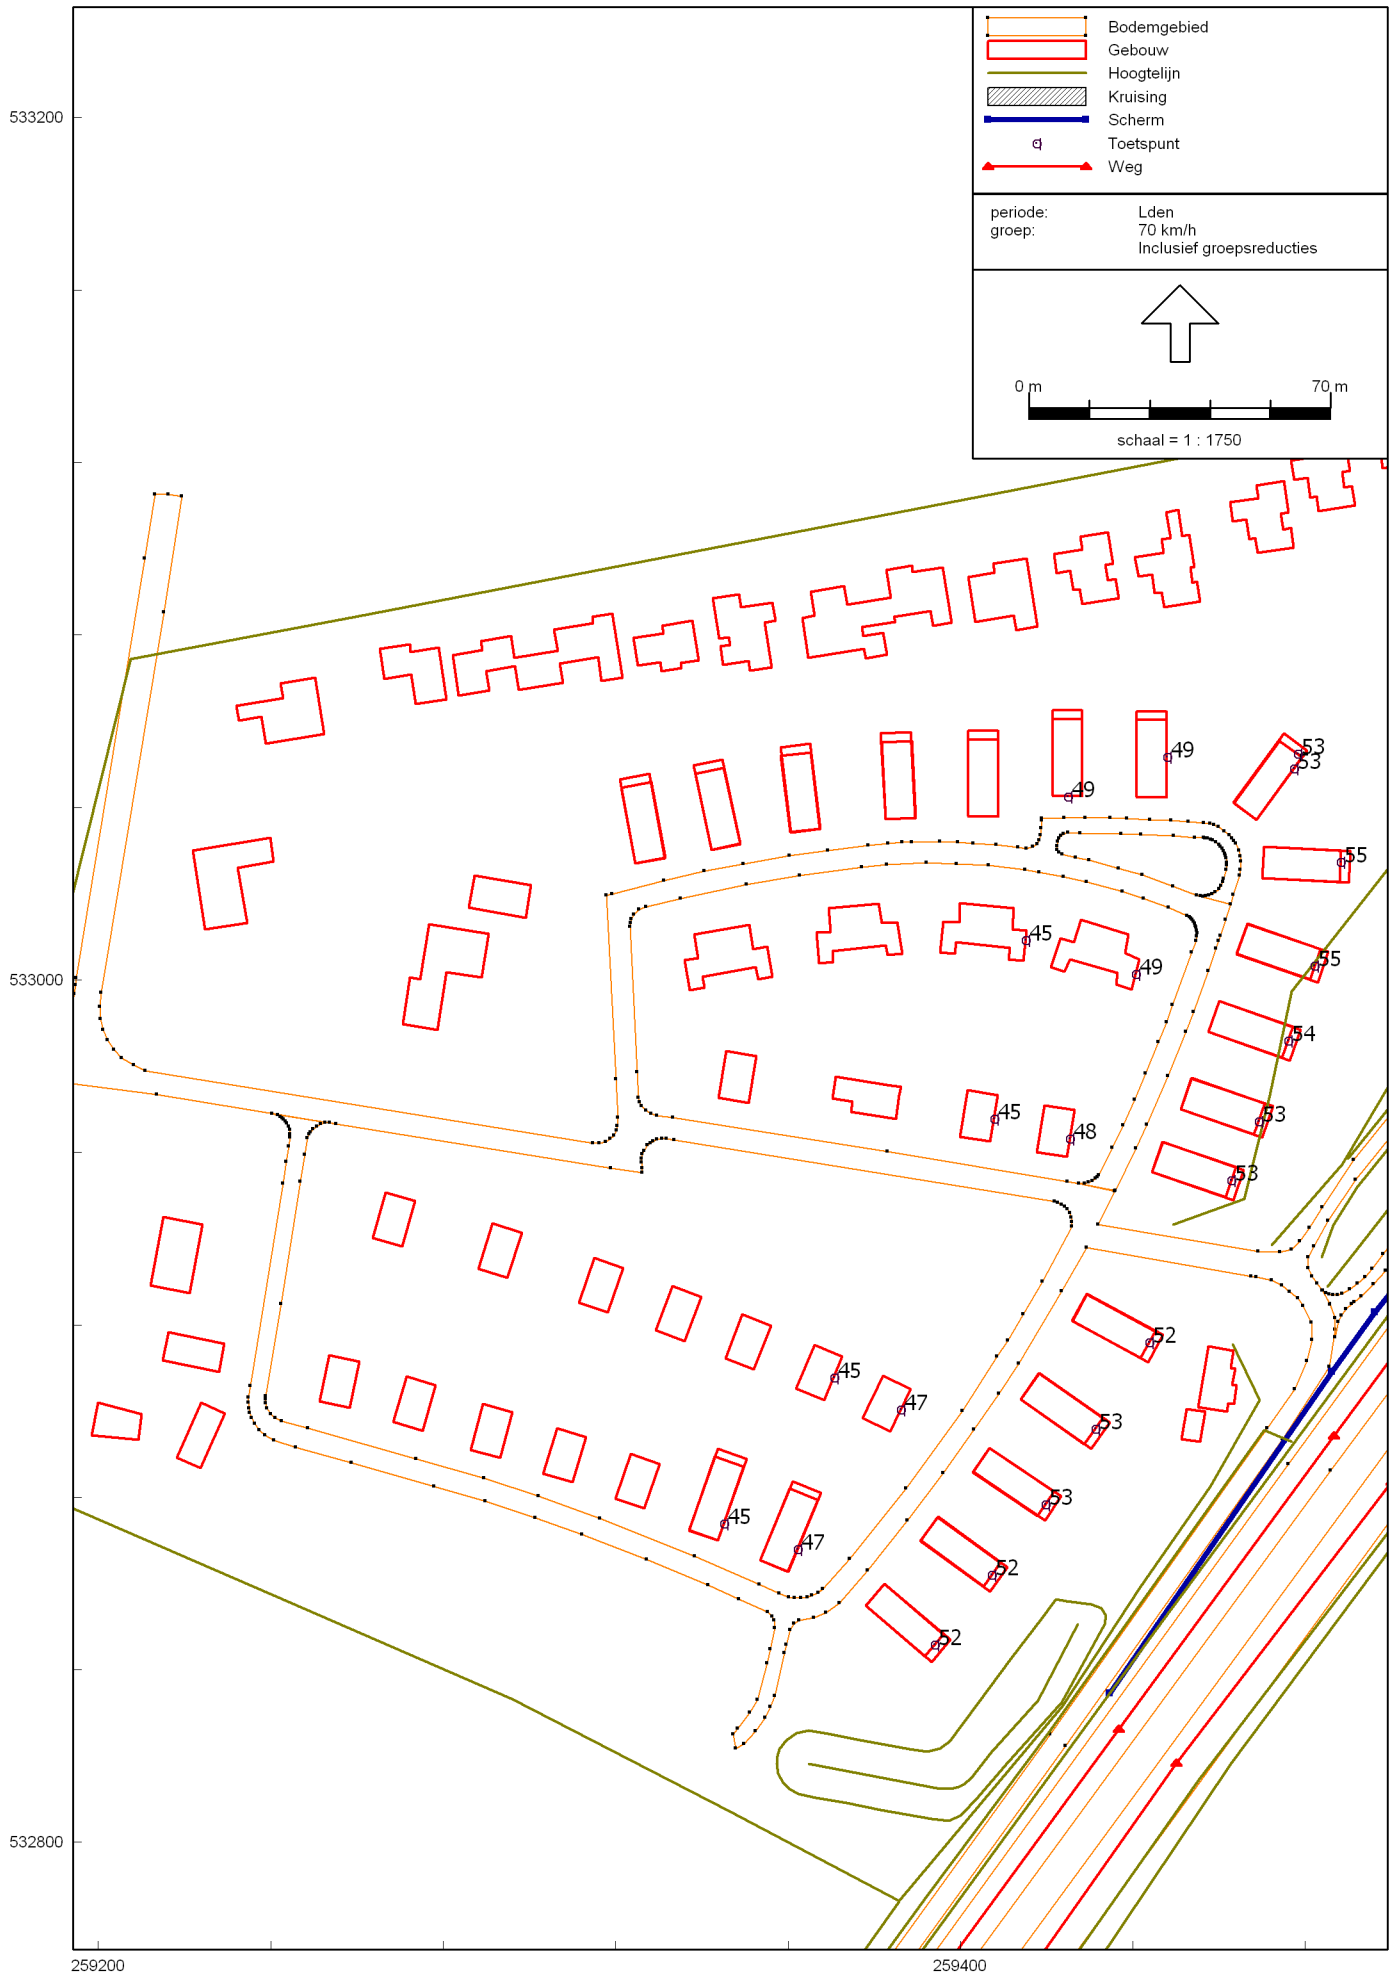 Bodemgebied
Gebouw
Hoogtelijn
Kruising
Scherm
Toetspunt
Weg
periode: Lden
groep: 70 km/h
Inclusief groepsreducties
0 m 70 m
schaal = 1 : 1750
533200
49
49
53
53
55
45
49
55
533000
54
45
48
53
53
52
45
47
53
45
53
47
52
52
532800
259200
259400